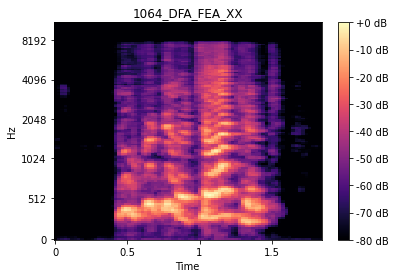 1064_DFA_FEA_XX
8192
4096
2048
1024
512
0
Hz
0
0.5
1
1.5
Time
+0 dB
-10 dB
-20 dB
-30 dB
-40 dB
-50 dB
-60 dB
-70 dB
-80 dB